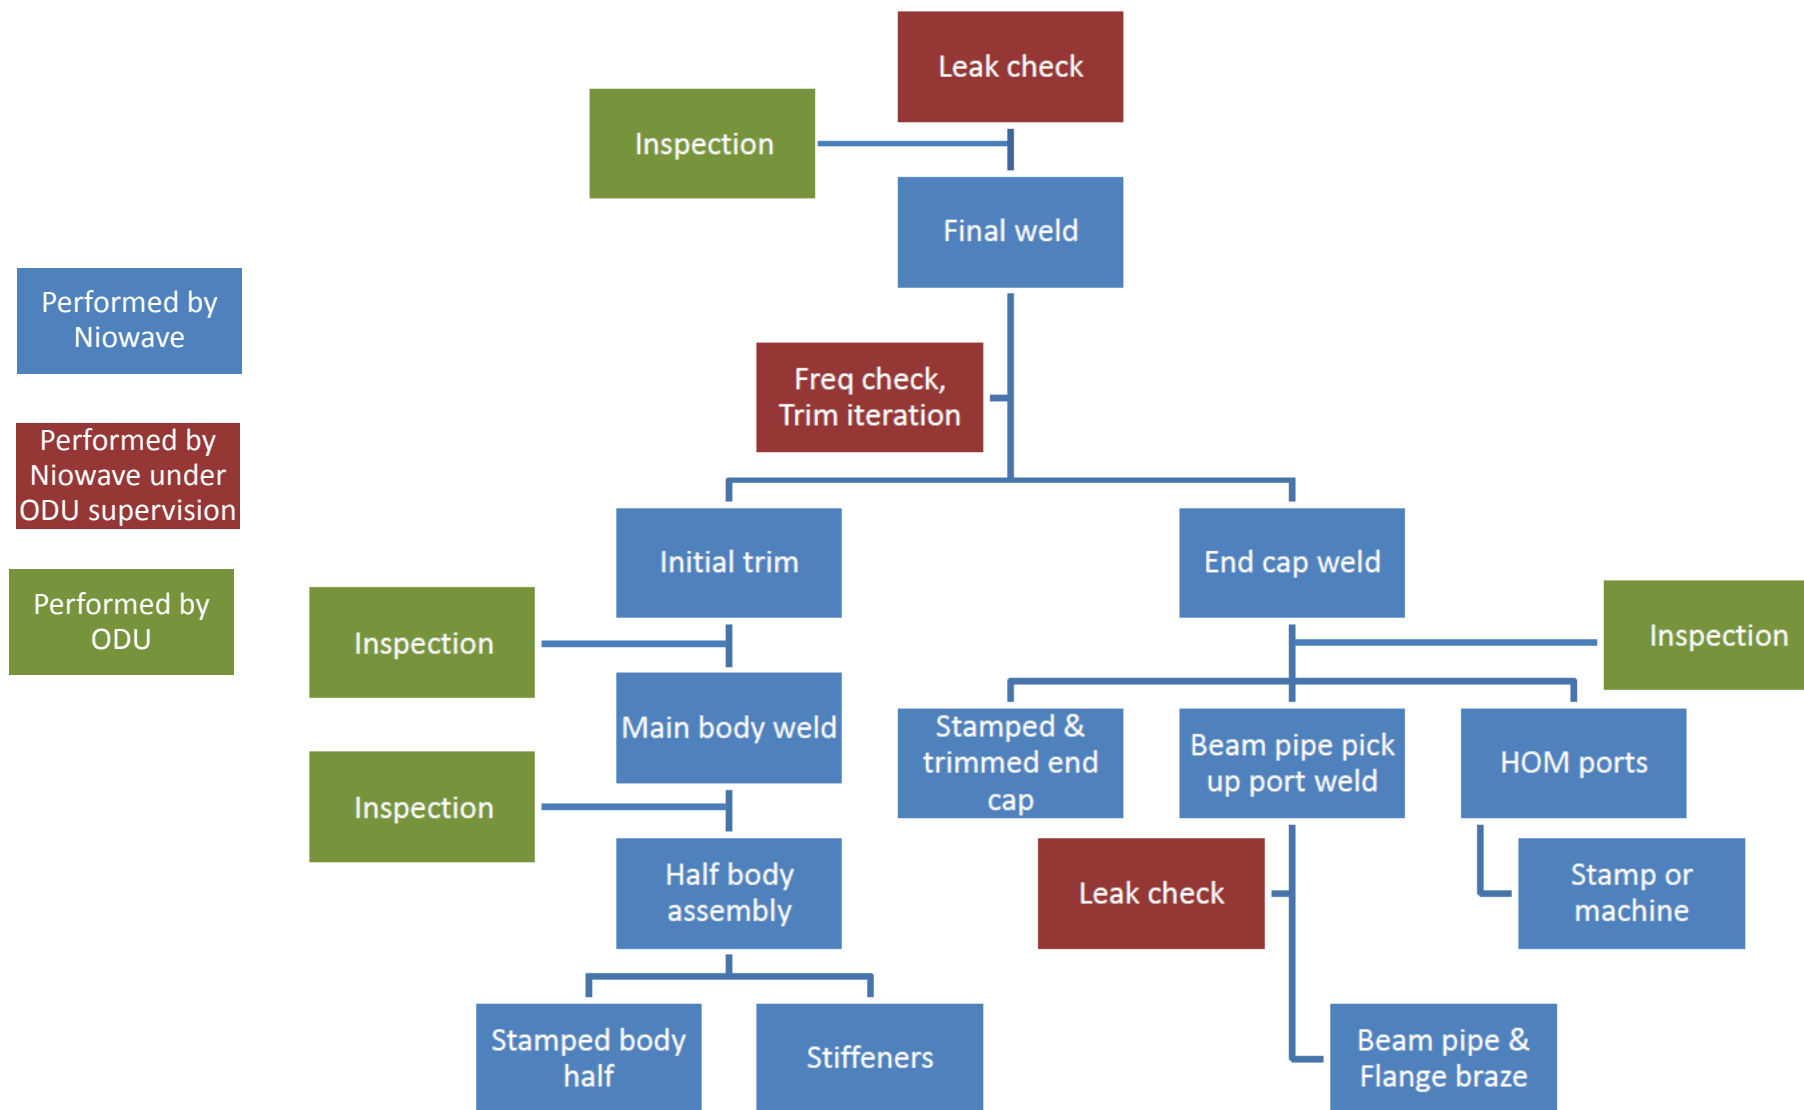 Leak check
Inspection
Final weld
Performed by
Niowave
Freq check,
Trim iteration
Performed by
Niowave under
ODU supervision
Initial trim
End cap weld
Performed by
ODU
Inspection
Inspection
Main body weld
Stamped &
trimmed end
cap
Beam pipe pick
up port weld
HOM ports
Inspection
Half body
assembly
Leak check
Stamp or
machine
Stamped body
half
Stiffeners
Beam pipe &
Flange braze